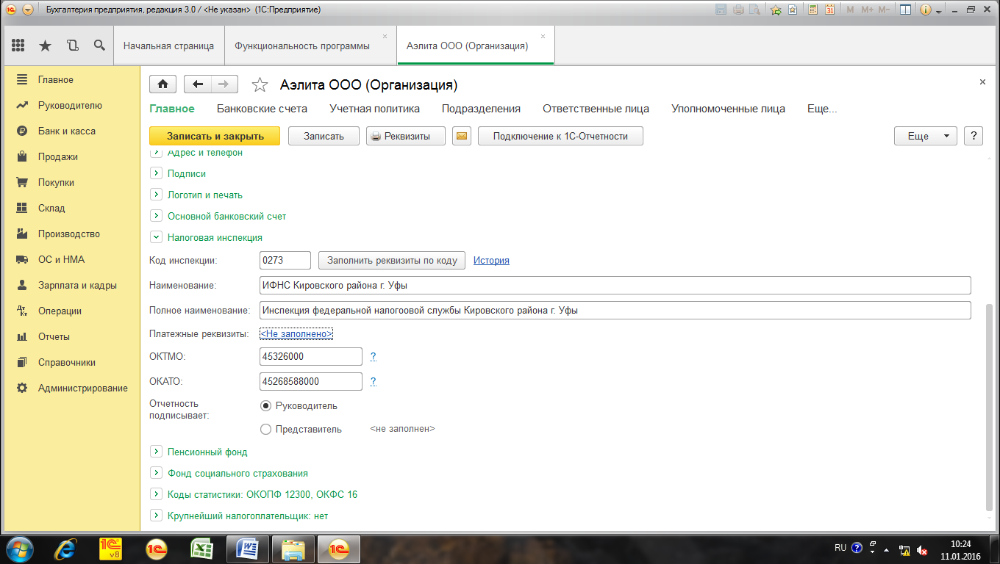 Бухгалтерия предприятия, редакция 3.0 / <Не указан> (1С:Предприятие)
M M+ M-
Начальная страница
Функциональность программы
Аэлита ООО (Организация)
Главное
Руководителю
Банк и касса
Продажи
Покупки
Склад
Производство
ОС и НМА
Зарплата и кадры
Операции
Отчеты
Справочники
Администрирование
Аэлита ООО (Организация)
Главное Банковские счета Учетная политика Подразделения Ответственные лица Уполномоченные лица Еще...
Записать и закрыть Записать Реквизиты Подключение к 1С-Отчетности Еще ?
Адрес и телефон
Подписи
Логотип и печать
Основной банковский счет
Налоговая инспекция
Код инспекции: 0273 Заполнить реквизиты по коду История
Наименование: ИФНС Кировского района г. Уфы
Полное наименование: Инспекция федеральной налогоовой службы Кировского района г. Уфы
Платежные реквизиты: <Не заполнено>
ОКТМО: 45326000 ?
ОКАТО: 45268588000 ?
Отчетность
подписывает:
Руководитель
Представитель <не заполнен>
Пенсионный фонд
Фонд социального страхования
Коды статистики: ОКОПФ 12300, ОКФС 16
Крупнейший налогоплательщик: нет
RU 10:24
11.01.2016